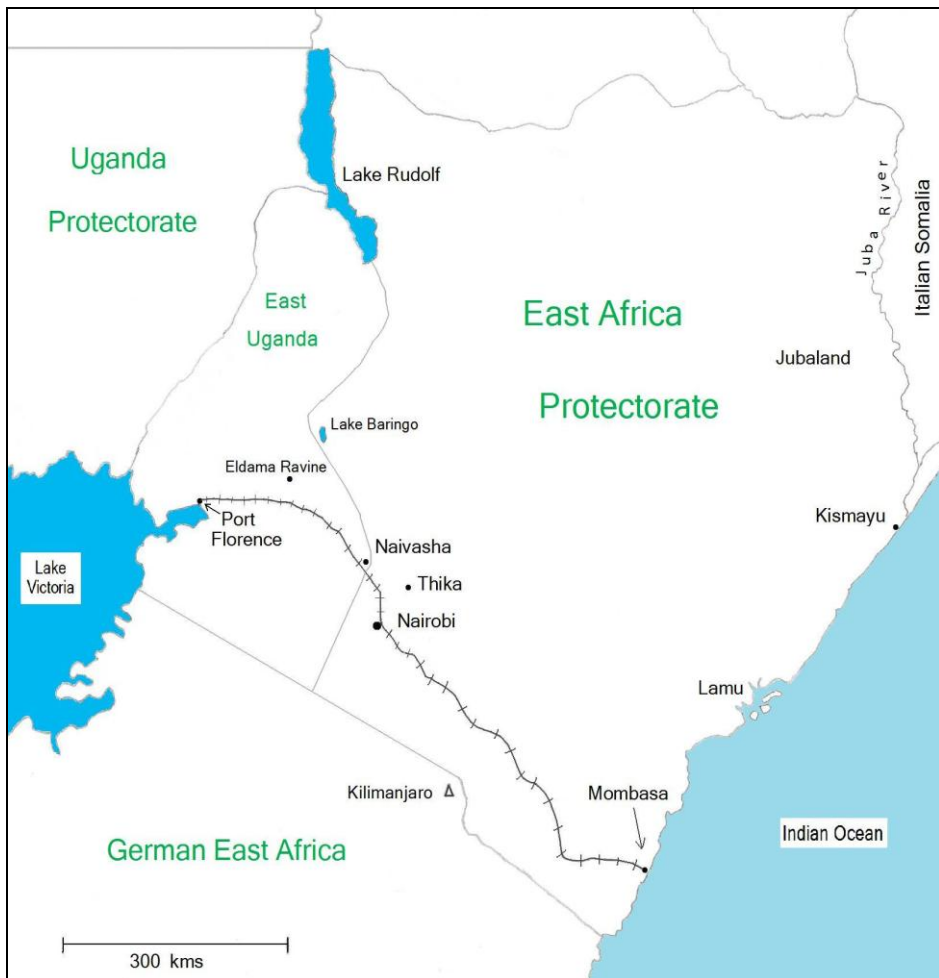 Uganda
Protectorate
Lake Rudolf
East
Uganda
East Africa
Protectorate
Juba River
Italian Somalia
Jubaland
Lake Baringo
Eldama Ravine
Port
Florence
Kismayu
Naivasha
Lake
Victoria
Thika
Nairobi
Lamu
Kilimanjaro
Mombasa
Indian Ocean
German East Africa
300 kms